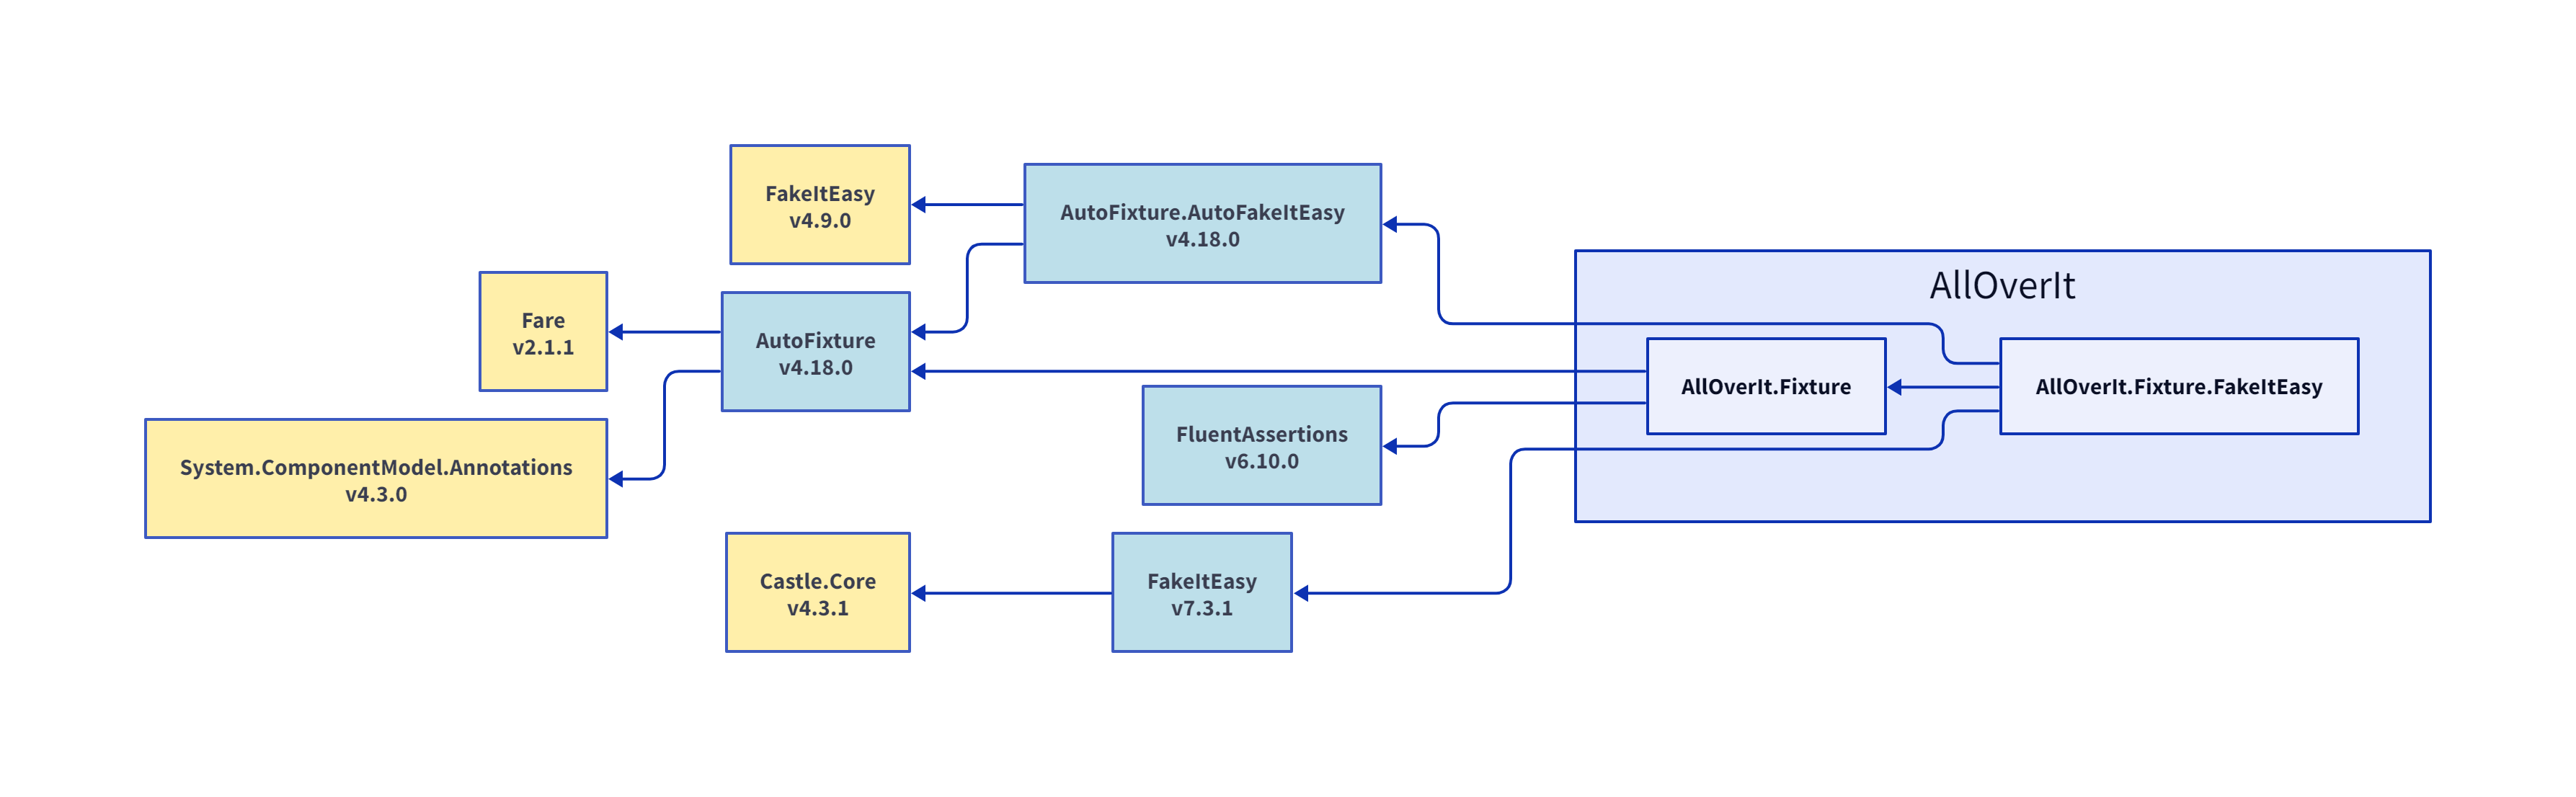 FakeItEasy
v4.9.0
AutoFixture.AutoFakeItEasy
v4.18.0
AllOverIt
Fare
v2.1.1
AutoFixture
v4.18.0
AllOverIt.Fixture
AllOverIt.Fixture.FakeItEasy
FluentAssertions
v6.10.0
System.ComponentModel.Annotations
v4.3.0
Castle.Core
v4.3.1
FakeItEasy
v7.3.1